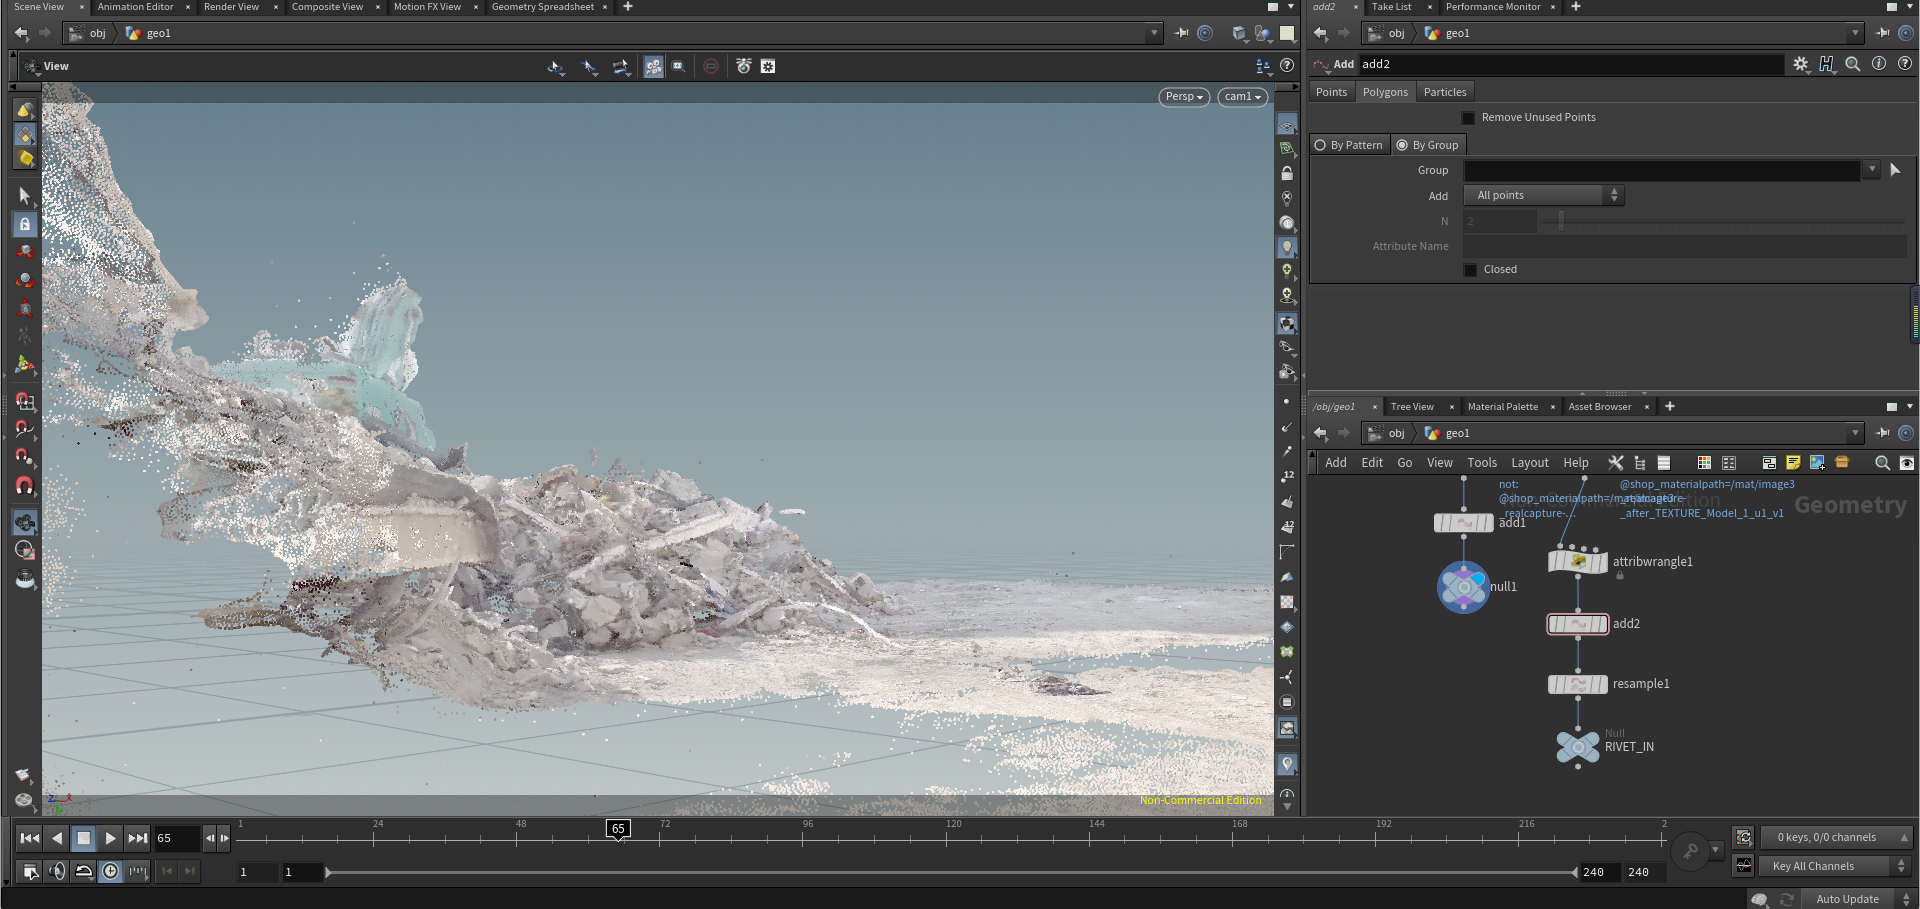 Scene View
Animation Editor
Render View
Composite View
Motion FX View
Geometry Spreadsheet
add2
Take List
Performance Monitor
obj
geo1
obj
geo1
View
Add
add2
Persp
cam1
Points
Polygons
Particles
Remove Unused Points
By Pattern
By Group
Group
Add
All points
N
2
Attribute Name
Closed
/obj/geo1
Tree View
Material Palette
Asset Browser
obj
geo1
Add
Edit
Go
View
Tools
Layout
Help
not:
@shop_materialpath=/mat/image3
Geometry
_realcapture-...
_after_TEXTURE_Model_1_u1_v1
add1
attribwrangle1
null1
add2
resample1
Null
RIVET_IN
12
12
z
x
Non-Commercial Edition
65
1
24
48
65
72
96
120
144
168
192
216
2
0 keys, 0/0 channels
1
1
240
240
Key All Channels
Auto Update